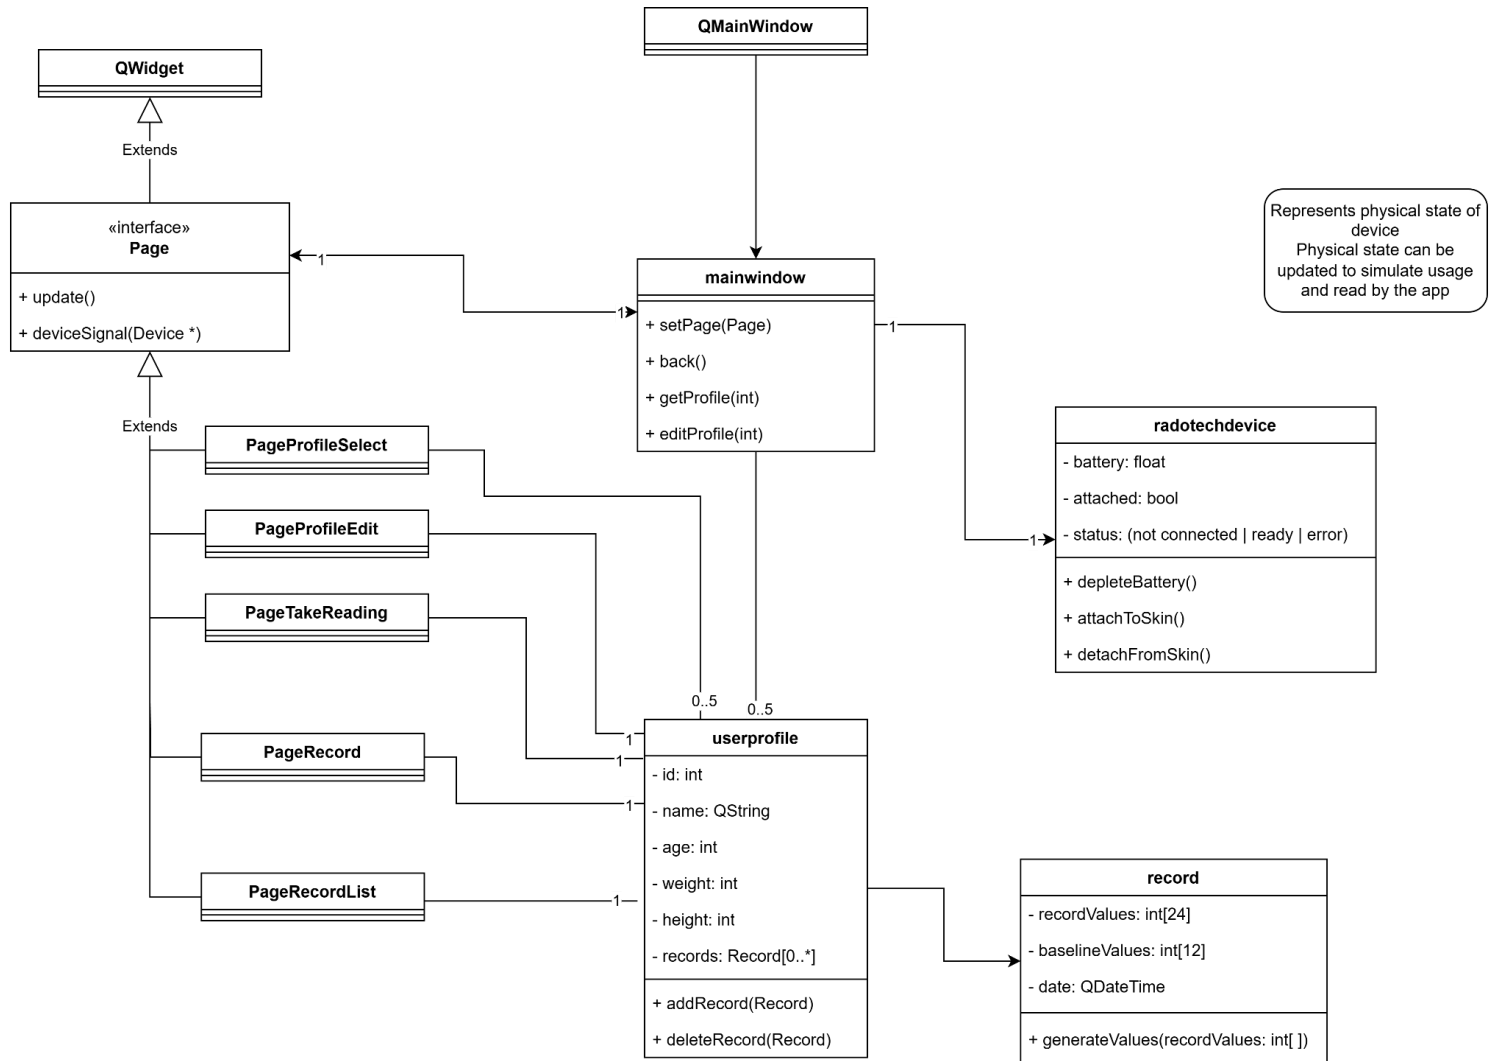 QMainWindow
QWidget
Extends
«interface»
Page
+ update()
+ deviceSignal(Device *)
1
1
mainwindow
+ setPage(Page)
+ back()
+ getProfile(int)
+ editProfile(int)
1
1
Represents physical state of
device
Physical state can be
updated to simulate usage
and read by the app
radotechdevice
- battery: float
- attached: bool
- status: (not connected | ready | error)
+ depleteBattery()
+ attachToSkin()
+ detachFromSkin()
Extends
PageProfileSelect
PageProfileEdit
PageTakeReading
PageRecord
PageRecordList
0..5
0..5
1
1
1
1
userprofile
- id: int
- name: QString
- age: int
- weight: int
- height: int
- records: Record[0..*]
+ addRecord(Record)
+ deleteRecord(Record)
record
- recordValues: int[24]
- baselineValues: int[12]
- date: QDateTime
+ generateValues(recordValues: int[ ])